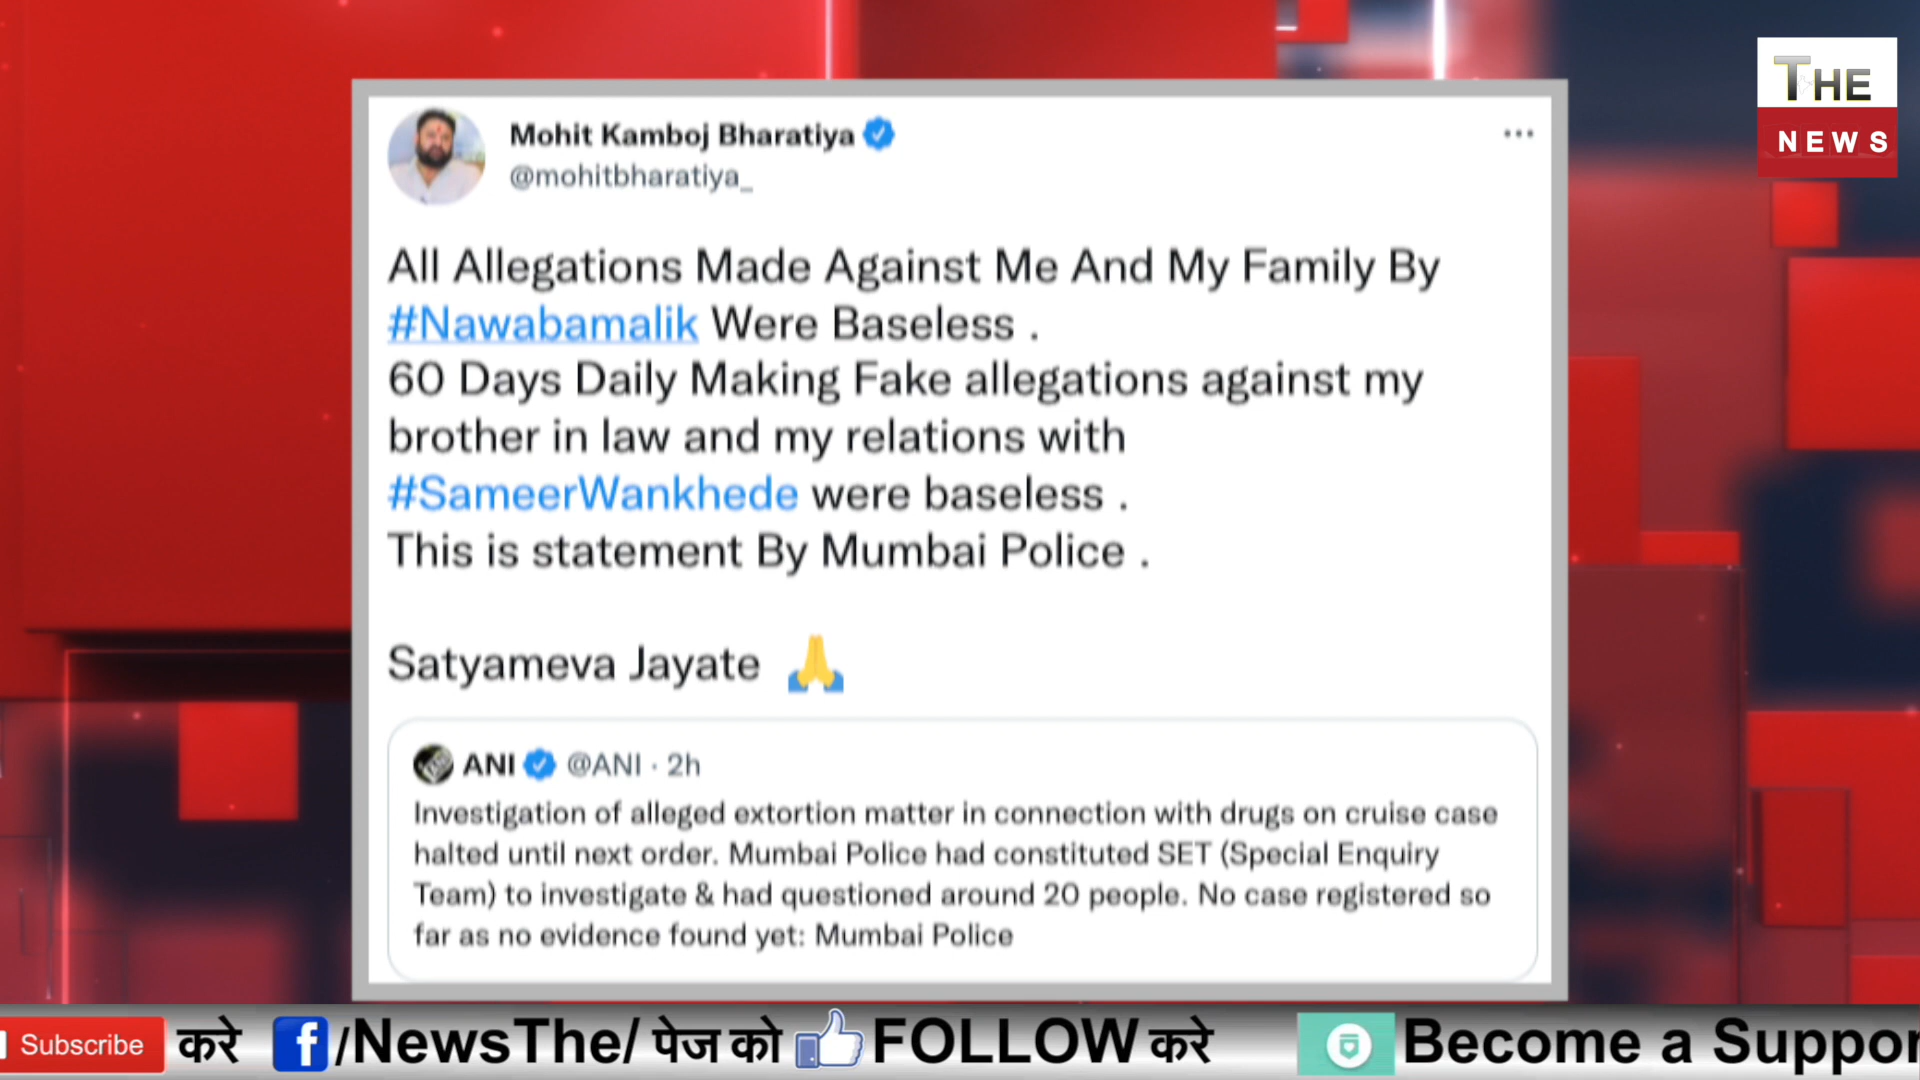 THE
NEWS
Mohit Kamboj Bharatiya
@mohitbharatiya_
All Allegations Made Against Me And My Family By
#Nawabamalik Were Baseless .
60 Days Daily Making Fake allegations against my
brother in law and my relations with
#SameerWankhede were baseless .
This is statement By Mumbai Police .
Satyameva Jayate 🙏
ANI @ANI · 2h
Investigation of alleged extortion matter in connection with drugs on cruise case
halted until next order. Mumbai Police had constituted SET (Special Enquiry
Team) to investigate & had questioned around 20 people. No case registered so
far as no evidence found yet: Mumbai Police
Subscribe करे f/NewsThe/ पेज को FOLLOW करे Become a Suppor